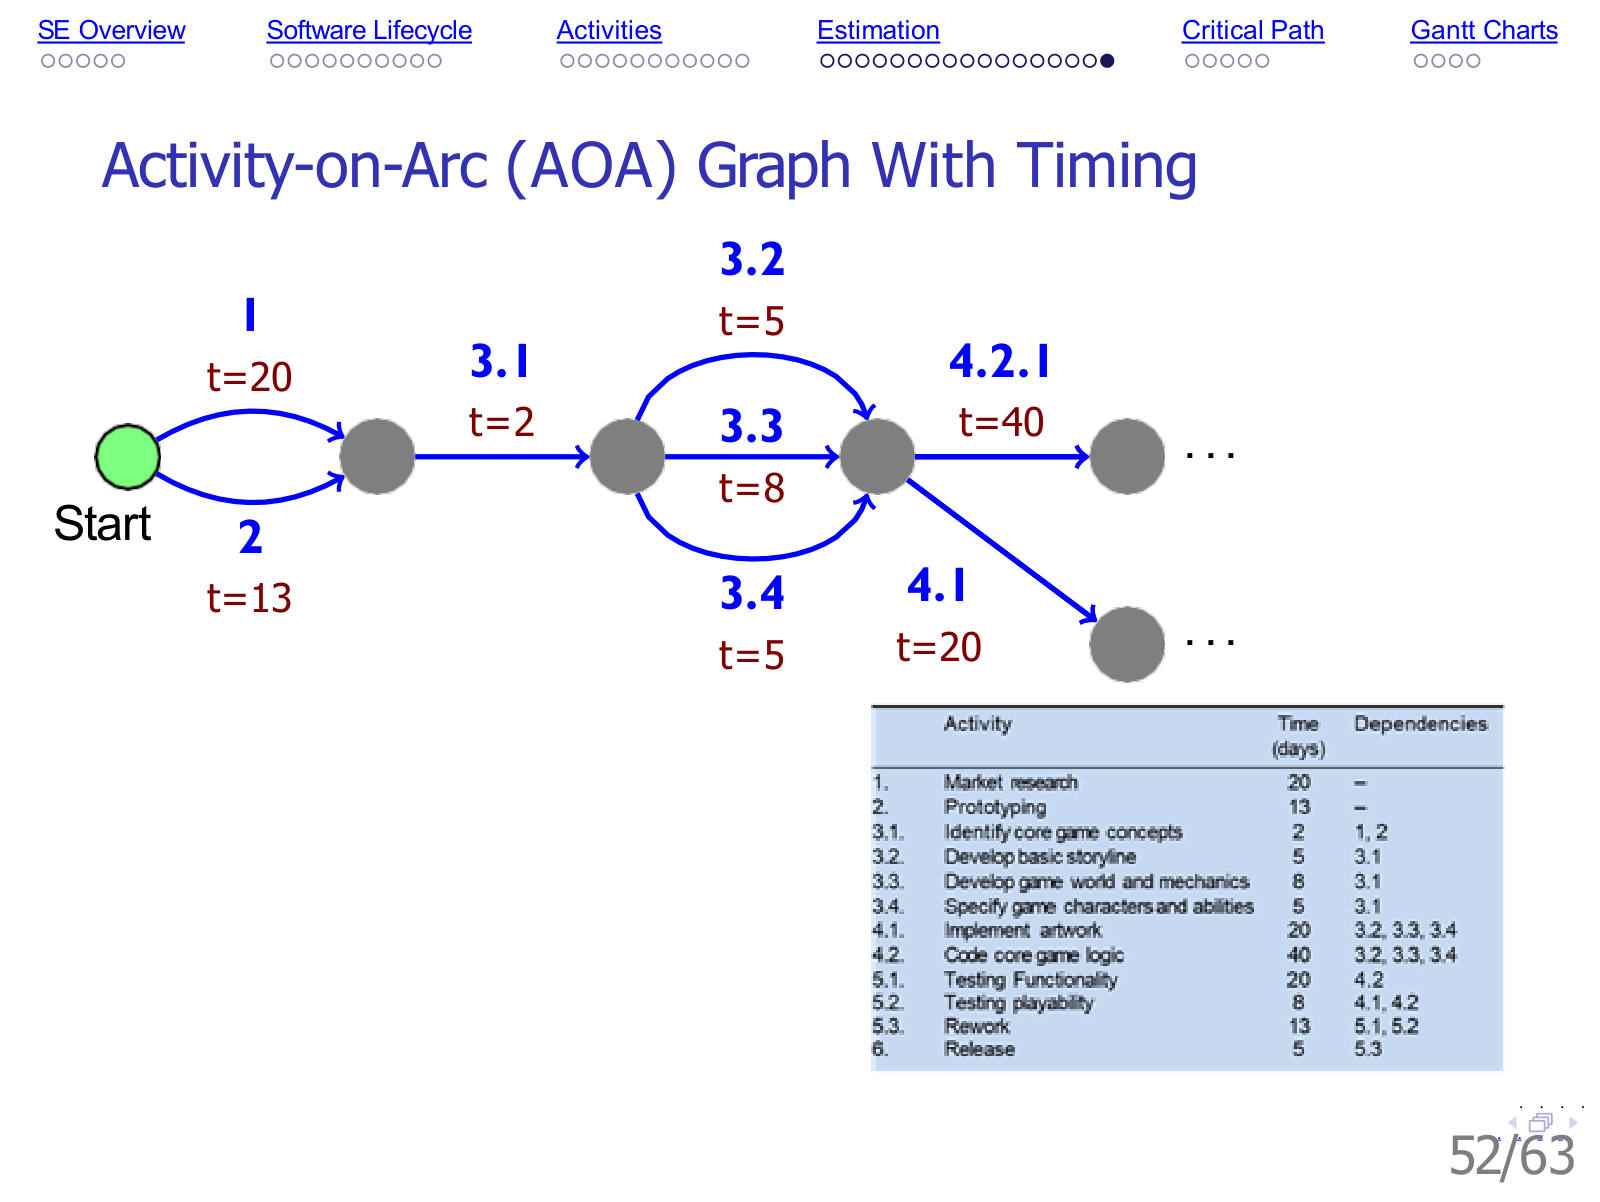 SE Overview Software Lifecycle Activities Estimation Critical Path Gantt Charts
Activity-on-Arc (AOA) Graph With Timing
3.2
t=5
1
t=20
3.1
t=2
4.2.1
t=40
3.3
t=8
. . .
Start
2
t=13
3.4
t=5
4.1
t=20
. . .
Activity Time Dependencies
(days)
1. Market research 20 –
2. Prototyping 13 –
3.1. Identify core game concepts 2 1, 2
3.2. Develop basic storyline 5 3.1
3.3. Develop game world and mechanics 8 3.1
3.4. Specify game characters and abilities 5 3.1
4.1. Implement artwork 20 3.2, 3.3, 3.4
4.2. Code core game logic 40 3.2, 3.3, 3.4
5.1. Testing Functionality 20 4.2
5.2. Testing playability 8 4.1, 4.2
5.3. Rework 13 5.1, 5.2
6. Release 5 5.3
52/63